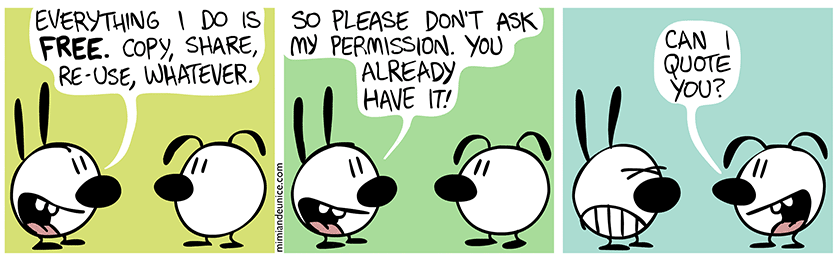 EVERYTHING I DO IS
FREE. COPY, SHARE,
RE-USE, WHATEVER.
mimiandeunice.com
SO PLEASE DON'T ASK
MY PERMISSION. YOU
ALREADY
HAVE IT!
CAN I
QUOTE
YOU?